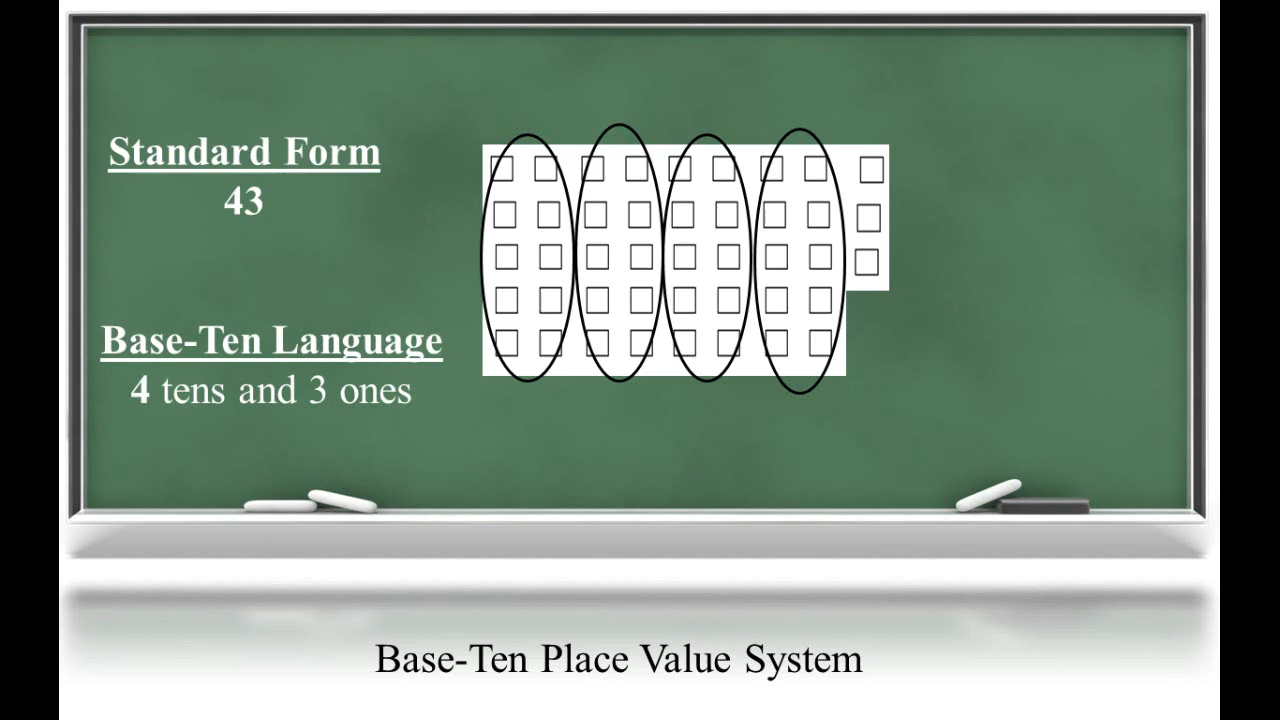 Standard Form
43
Base-Ten Language
4 tens and 3 ones
Base-Ten Place Value System